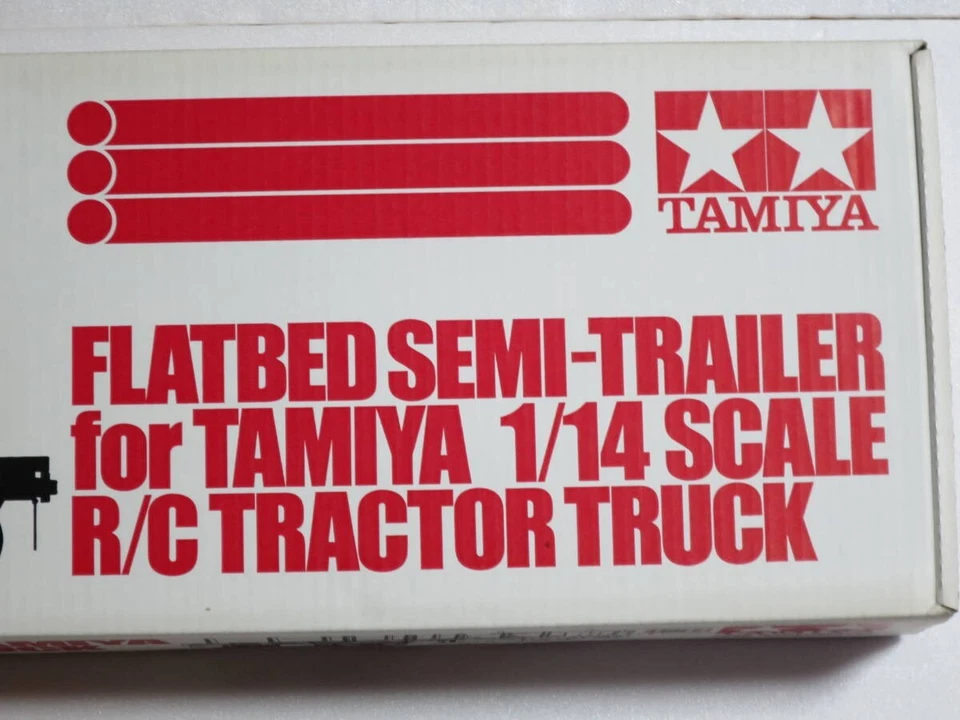 TAMIYA
FLATBED SEMI-TRAILER
for TAMIYA 1/14 SCALE
R/C TRACTOR TRUCK